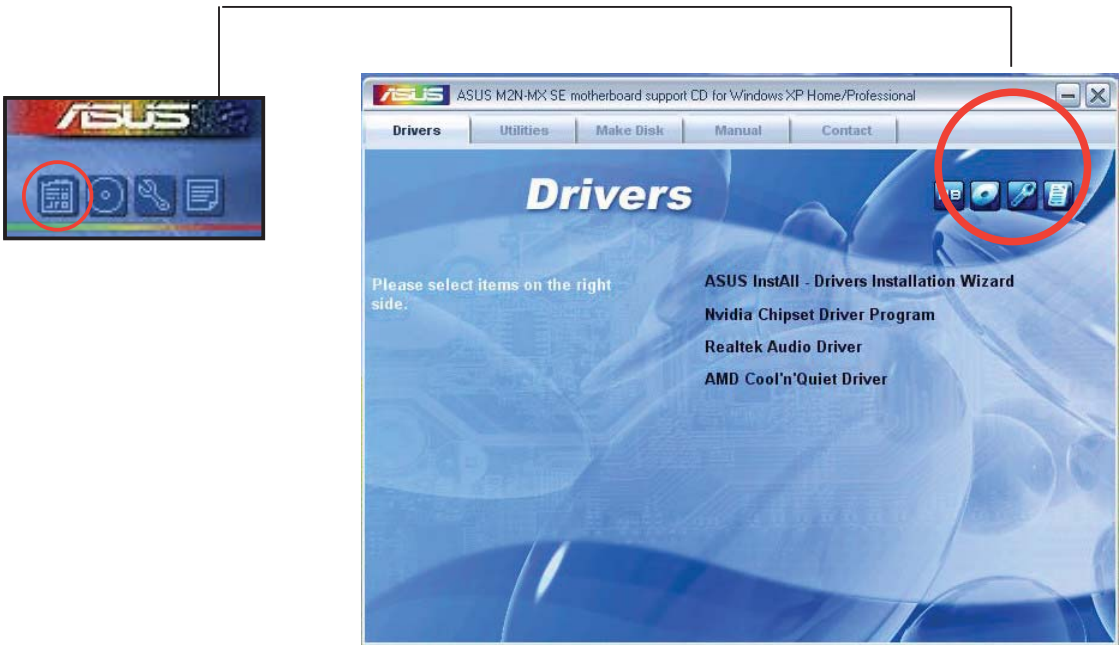 ASUS
ASUS ASUS M2N-MX SE motherboard support CD for Windows XP Home/Professional
Drivers Utilities Make Disk Manual Contact
Drivers
Please select items on the right
side.
ASUS InstAll - Drivers Installation Wizard
Nvidia Chipset Driver Program
Realtek Audio Driver
AMD Cool'n'Quiet Driver